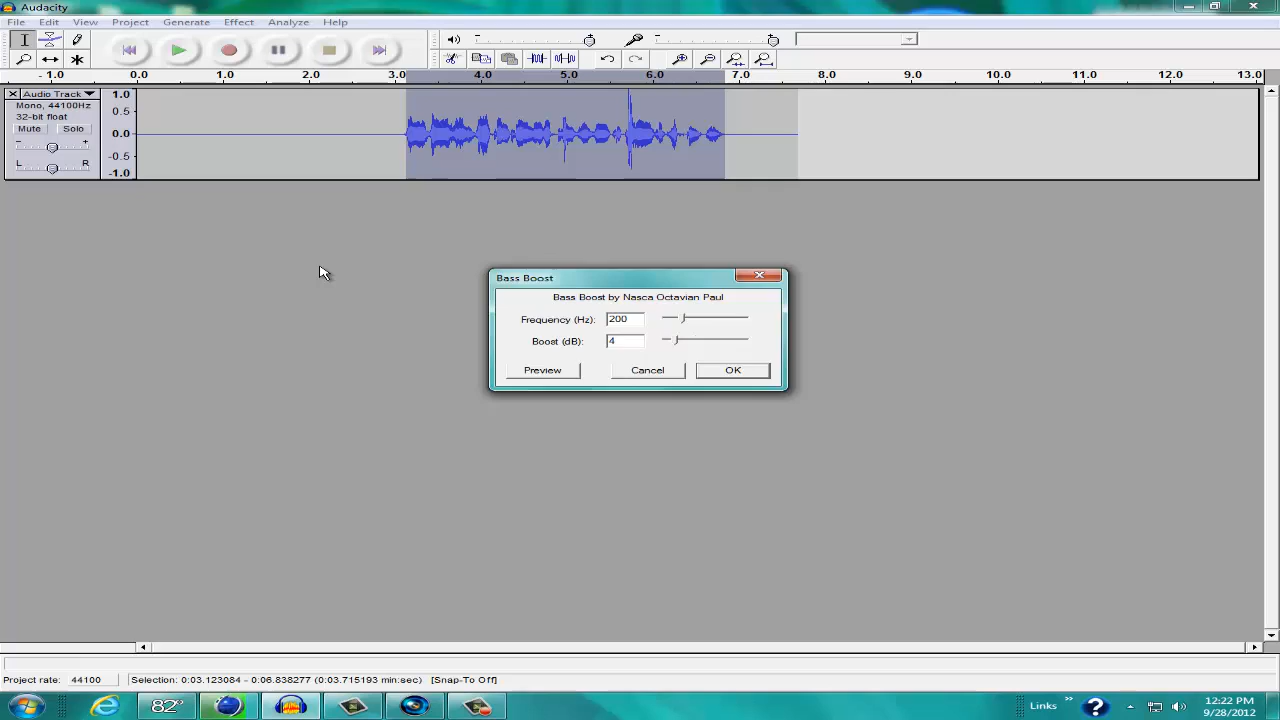 Audacity
File Edit View Project Generate Effect Analyze Help
- 1.0 0.0 1.0 2.0 3.0 4.0 5.0 6.0 7.0 8.0 9.0 10.0 11.0 12.0 13.0
Audio Track
Mono, 44100Hz
32-bit float
Mute Solo
- +
L R
1.0
0.5
0.0
-0.5
-1.0
Bass Boost
Bass Boost by Nasca Octavian Paul
Frequency (Hz): 200
Boost (dB): 4
Preview Cancel OK
Project rate: 44100 Selection: 0:03.123084 - 0:06.838277 (0:03.715193 min:sec) [Snap-To Off]
82° Links » 12:22 PM
9/28/2012